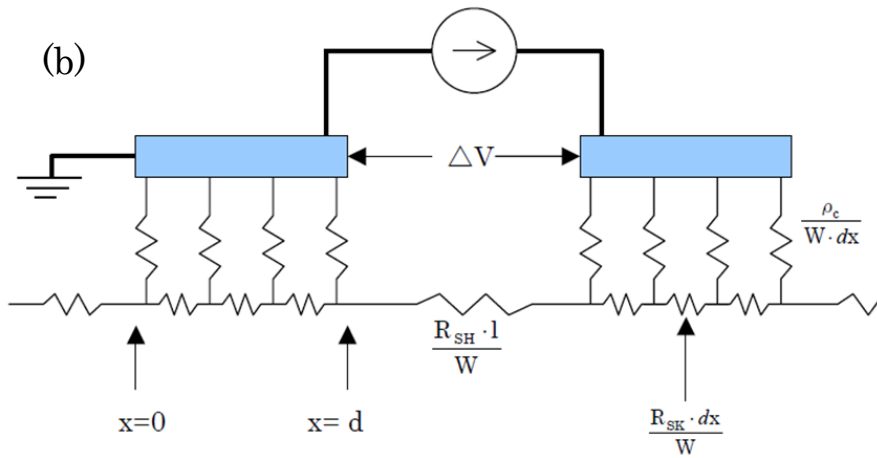 (b)
△V
ρc
W · dx
RSH · l
W
x=0
x= d
RSK · dx
W